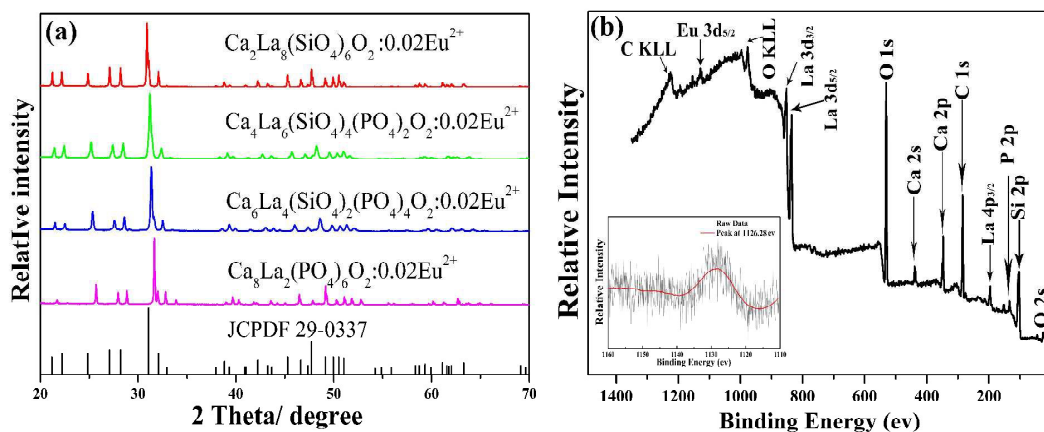 (a)
Ca₂La₈(SiO₄)₆O₂:0.02Eu²⁺
Ca₄La₆(SiO₄)₄(PO₄)₂O₂:0.02Eu²⁺
Ca₆La₄(SiO₄)₂(PO₄)₄O₂:0.02Eu²⁺
Ca₈La₂(PO₄)₆O₂:0.02Eu²⁺
JCPDF 29-0337
RelatIve Intensity
20 30 40 50 60 70
2 Theta/ degree
(b)
C KLL
Eu 3d₅/₂
O KLL
La 3d₃/₂
La 3d₅/₂
O 1s
Ca 2s
Ca 2p
C 1s
La 4p₃/₂
P 2p
Si 2p
O 2s
Relative Intensity
Raw Data
Peak at 1126.28 ev
Relative Intensity
1160 1150 1140 1130 1120 1110
Binding Energy (ev)
1400 1200 1000 800 600 400 200
Binding Energy (ev)